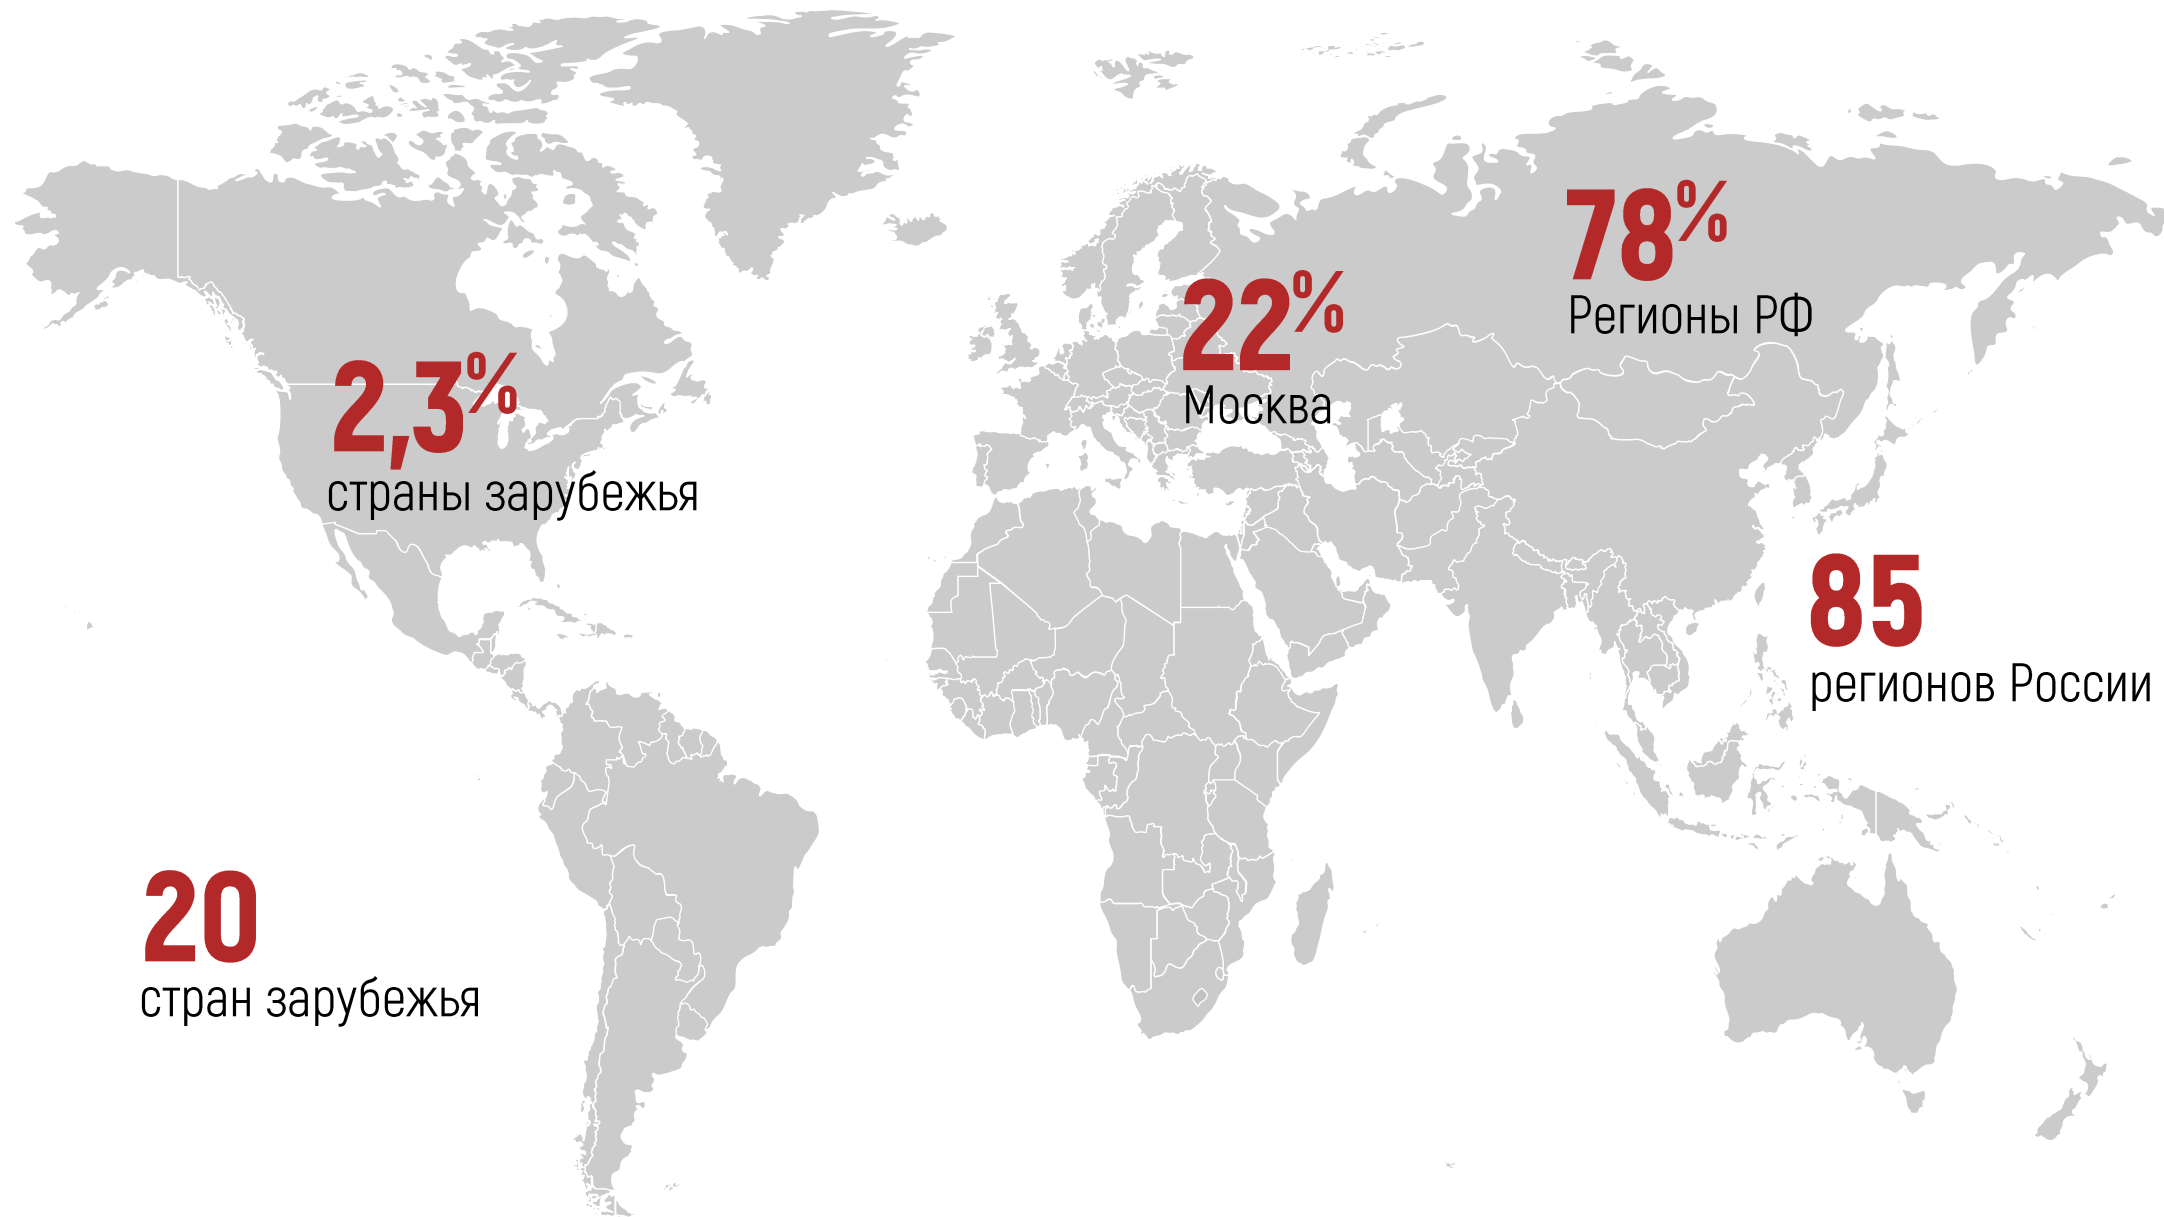 78%
Регионы РФ
22%
Москва
2,3%
страны зарубежья
85
регионов России
20
стран зарубежья